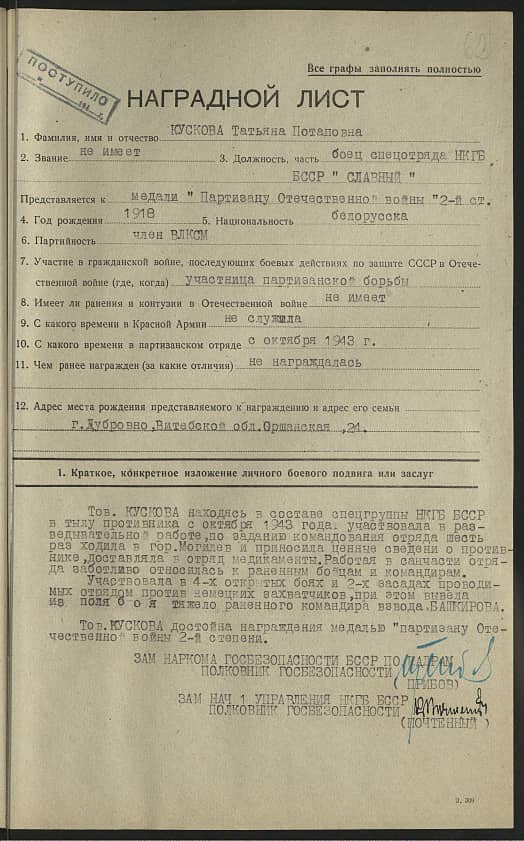 ПОСТУПИЛО
Все графы заполнять полностью
НАГРАДНОЙ ЛИСТ
1. Фамилия, имя и отчество КУСКОВА Татьяна Потаповна
2. Звание не имеет 3. Должность, часть боец спецотряда НКГБ
БССР " СЛАВНЫЙ "
Представляется к медали " Партизану Отечественной войны "2-й ст.
4. Год рождения 1918 5. Национальность белорусска
6. Партийность член ВЛКСМ
7. Участие в гражданской войне, последующих боевых действиях по защите СССР в Отече-
ственной войне (где, когда) участница партизанской борьбы
8. Имеет ли ранения и контузии в Отечественной войне не имеет
9. С какого времени в Красной Армии не служила
10. С какого времени в партизанском отряде с октября 1943 г.
11. Чем ранее награжден (за какие отличия) не награждалась
12. Адрес места рождения представляемого к награждению и адрес его семьи
г.Дубровно,Витебской обл.Оршанская ,21.
1. Краткое, конкретное изложение личного боевого подвига или заслуг
Тов. КУСКОВА находясь в составе спецгруппы НКГБ БССР
в тылу противника с октября 1943 года. участвовала в раз-
ведывательной работе,по заданию командования отряда шесть
раз ходила в гор.Могилев и приносила ценные сведени о против-
нике,доставляла в отряд медикаменты.Работая в санчасти отря-
да заботливо относилась к раненным бойцам и командирам.
Участвовала в 4-х открытых боях и 2-х засадах проводи-
мых отрядом против немецких захватчиков,при этом вывела
из поля б о я тяжело раненного командира взвода.БАШКИРОВА.
Тов.КУСКОВА достойна награждения медалью "партизану Оте-
чественной войны 2-й степени.
ЗАМ НАРКОМА ГОСБЕЗОПАСНОСТИ БССР ПО КАДРАМ
ПОЛКОВНИК ГОСБЕЗОПАСНОСТИ
(ГРИБОВ)
ЗАМ НАЧ 1 УПРАВЛЕНИЯ НКГБ БССР
ПОЛКОВНИК ГОСБЕЗОПАСНОСТИ
(ПОЧТЕННЫЙ )